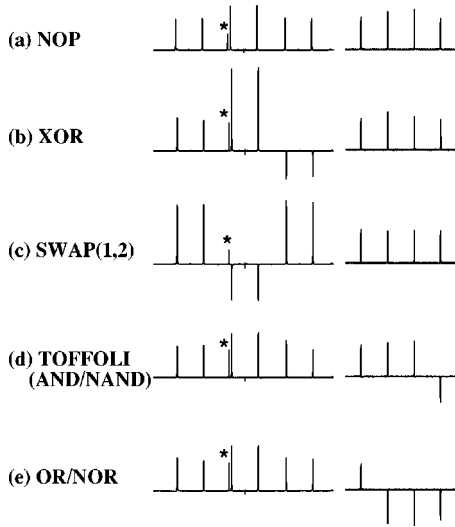 (a) NOP
*
(b) XOR
*
(c) SWAP(1,2)
*
(d) TOFFOLI
(AND/NAND)
*
(e) OR/NOR
*